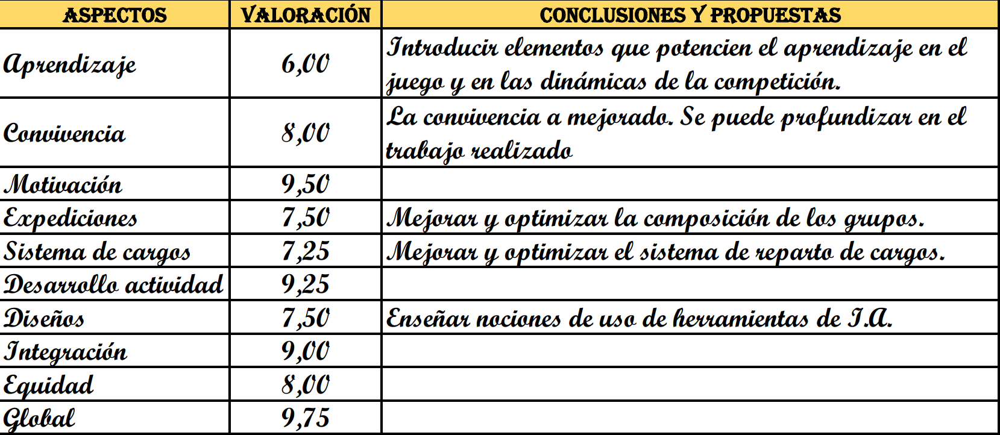 ASPECTOS VALORACIÓN CONCLUSIONES Y PROPUESTAS
Aprendizaje 6,00 Introducir elementos que potencien el aprendizaje en el
juego y en las dinámicas de la competición.
Convivencia 8,00 La convivencia a mejorado. Se puede profundizar en el
trabajo realizado
Motivación 9,50
Expediciones 7,50 Mejorar y optimizar la composición de los grupos.
Sistema de cargos 7,25 Mejorar y optimizar el sistema de reparto de cargos.
Desarrollo actividad 9,25
Diseños 7,50 Enseñar nociones de uso de herramientas de I.A.
Integración 9,00
Equidad 8,00
Global 9,75